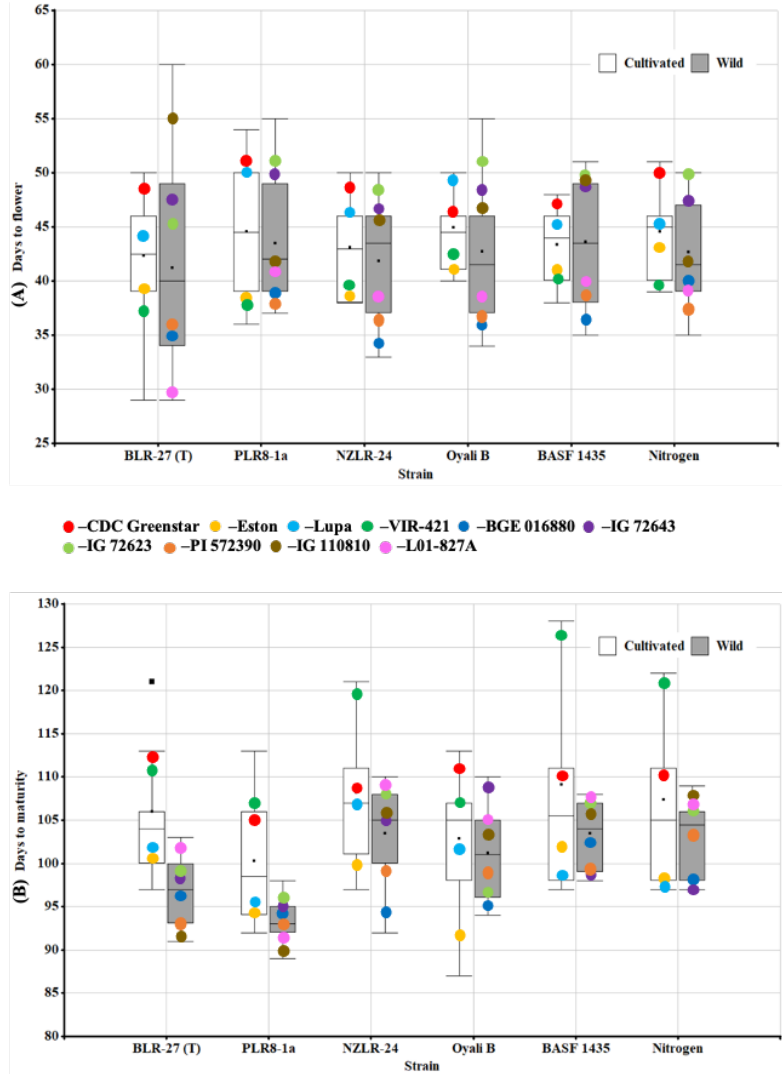 65
60
55
50
45
40
35
30
25
(A) Days to flower
Cultivated Wild
BLR-27 (T) PLR8-1a NZLR-24 Oyali B BASF 1435 Nitrogen
Strain
–CDC Greenstar –Eston –Lupa –VIR-421 –BGE 016880 –IG 72643
–IG 72623 –PI 572390 –IG 110810 –L01-827A
130
125
120
115
110
105
100
95
90
85
80
(B) Days to maturity
Cultivated Wild
BLR-27 (T) PLR8-1a NZLR-24 Oyali B BASF 1435 Nitrogen
Strain